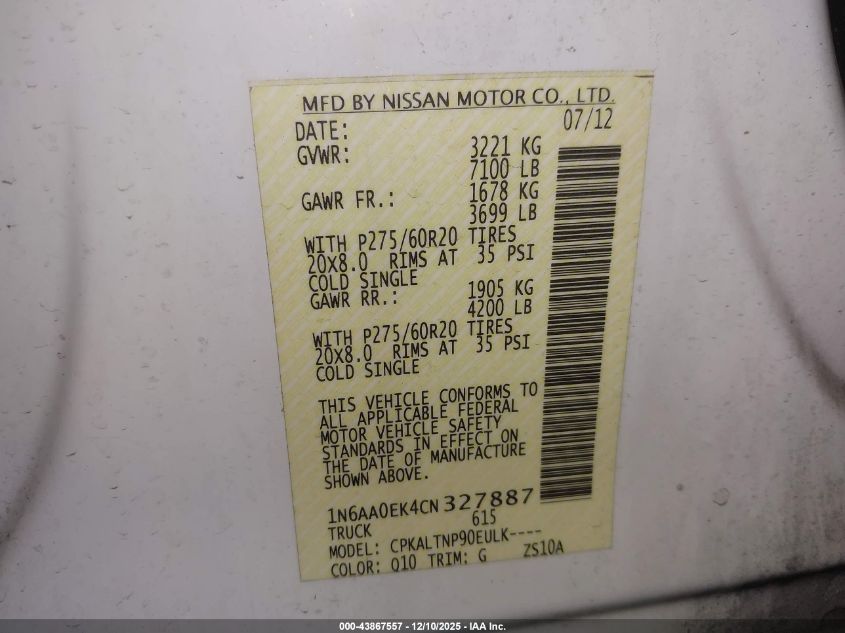 MFD BY NISSAN MOTOR CO., LTD.
DATE: 07/12
GVWR: 3221 KG
7100 LB
GAWR FR.: 1678 KG
3699 LB
WITH P275/60R20 TIRES
20X8.0 RIMS AT 35 PSI
COLD SINGLE
GAWR RR.: 1905 KG
4200 LB
WITH P275/60R20 TIRES
20X8.0 RIMS AT 35 PSI
COLD SINGLE
THIS VEHICLE CONFORMS TO
ALL APPLICABLE FEDERAL
MOTOR VEHICLE SAFETY
STANDARDS IN EFFECT ON
THE DATE OF MANUFACTURE
SHOWN ABOVE.
1N6AA0EK4CN327887
TRUCK 615
MODEL: CPKALTNP90EULK----
COLOR: Q10 TRIM: G ZS10A
000-43867557 - 12/10/2025 - IAA Inc.